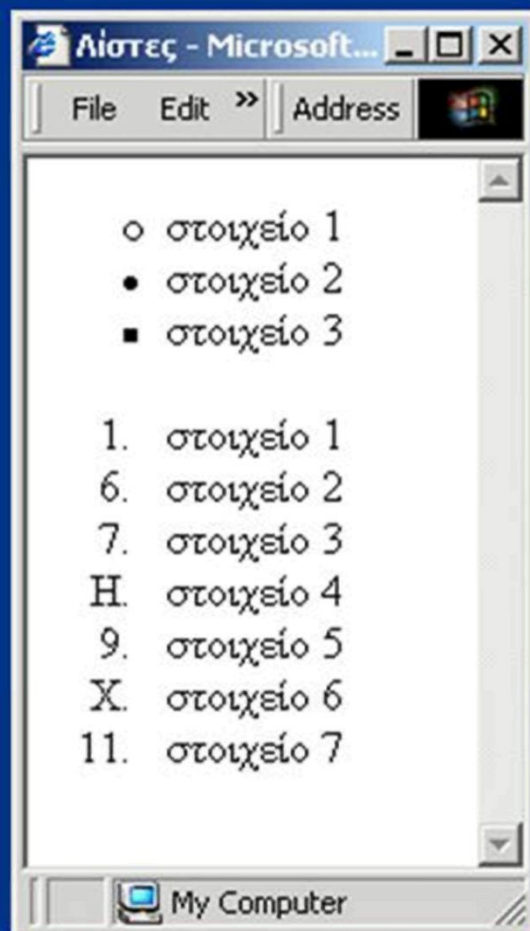 Λίστες - Microsoft...
File Edit » Address
○ στοιχείο 1
● στοιχείο 2
■ στοιχείο 3
1. στοιχείο 1
6. στοιχείο 2
7. στοιχείο 3
H. στοιχείο 4
9. στοιχείο 5
X. στοιχείο 6
11. στοιχείο 7
My Computer